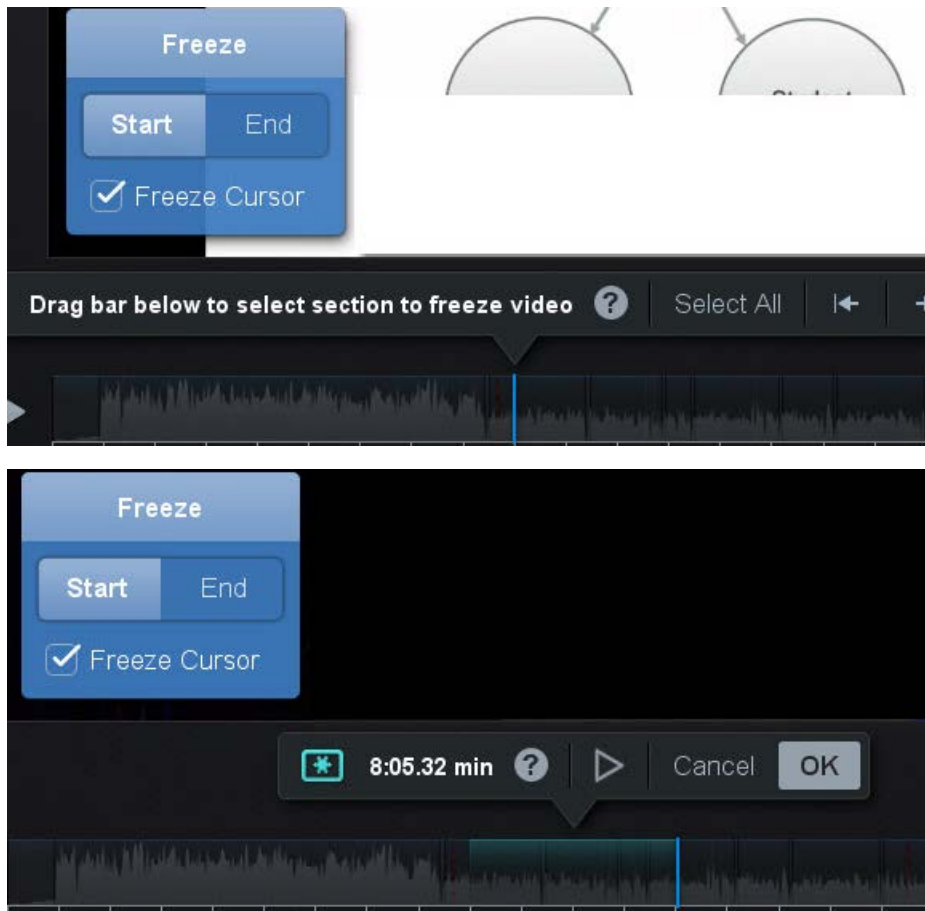 Freeze
Start End
Freeze Cursor
Drag bar below to select section to freeze video ? Select All
Freeze
Start End
Freeze Cursor
8:05.32 min ? Cancel OK